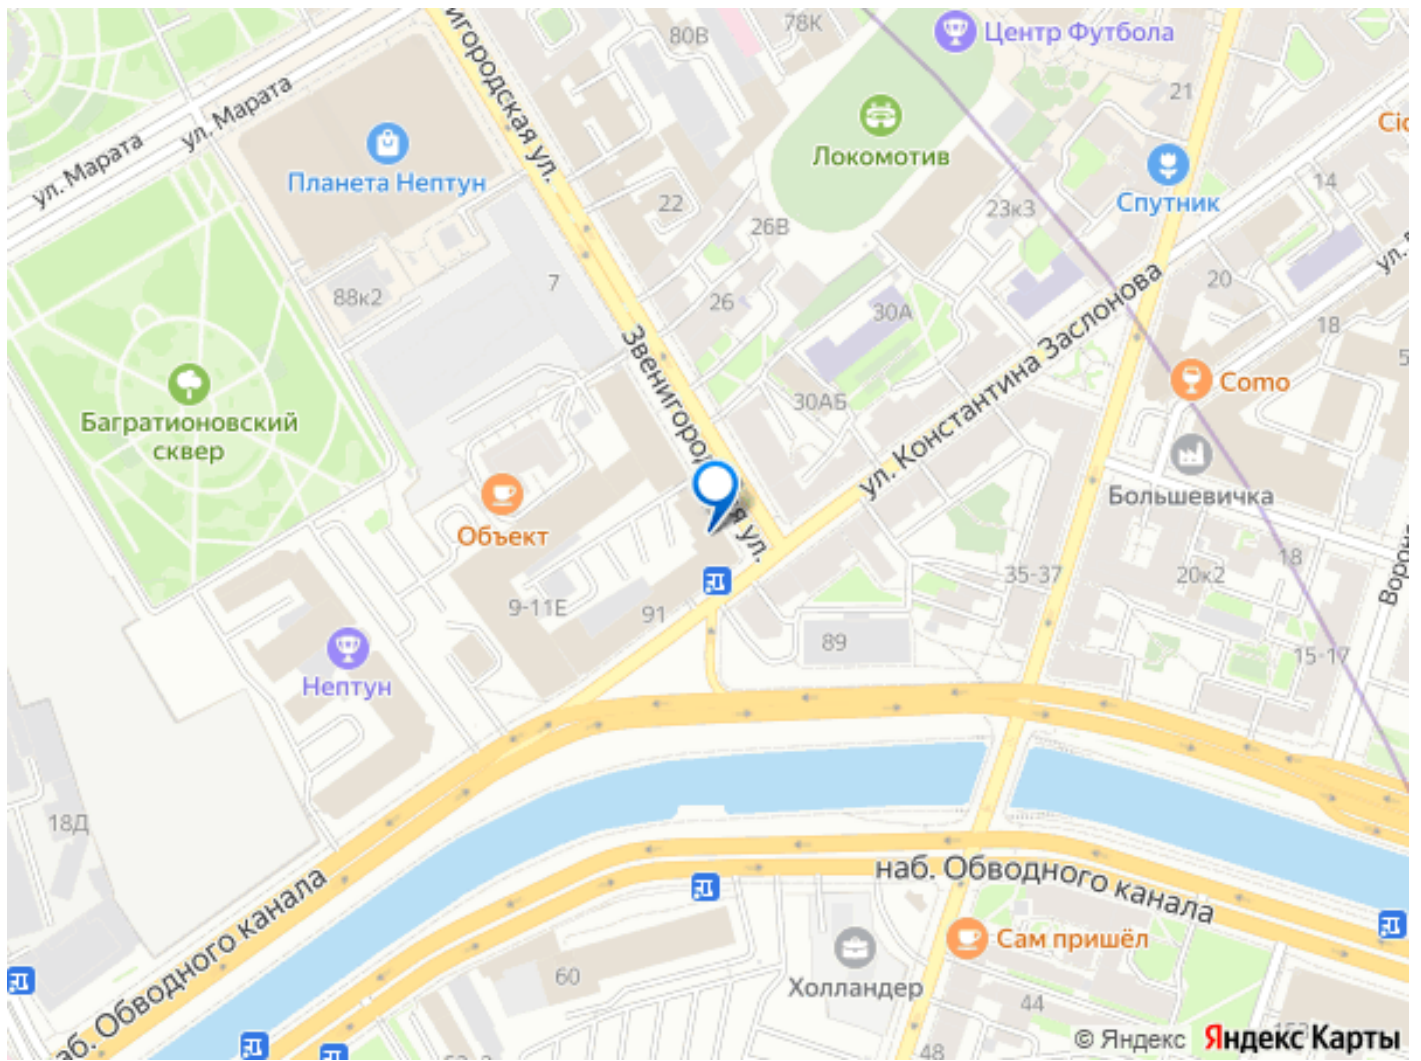 78К
80В
Центр Футбола
игородская ул.
21
ул. Марата
ул. Марата
Планета Нептун
Локомотив
Спутник
14
22
26В
23к3
20
7
88к2
26
30А
18
Звенигородская ул.
ул. Константина Заслонова
Como
30АБ
Багратионовский
сквер
Объект
Большевичка
18
35-37
20к2
9-11Е
91
89
15-17
Нептун
18Д
наб. Обводного канала
наб. Обводного канала
Сам пришёл
60
Холландер
44
48
© Яндекс Яндекс Карты